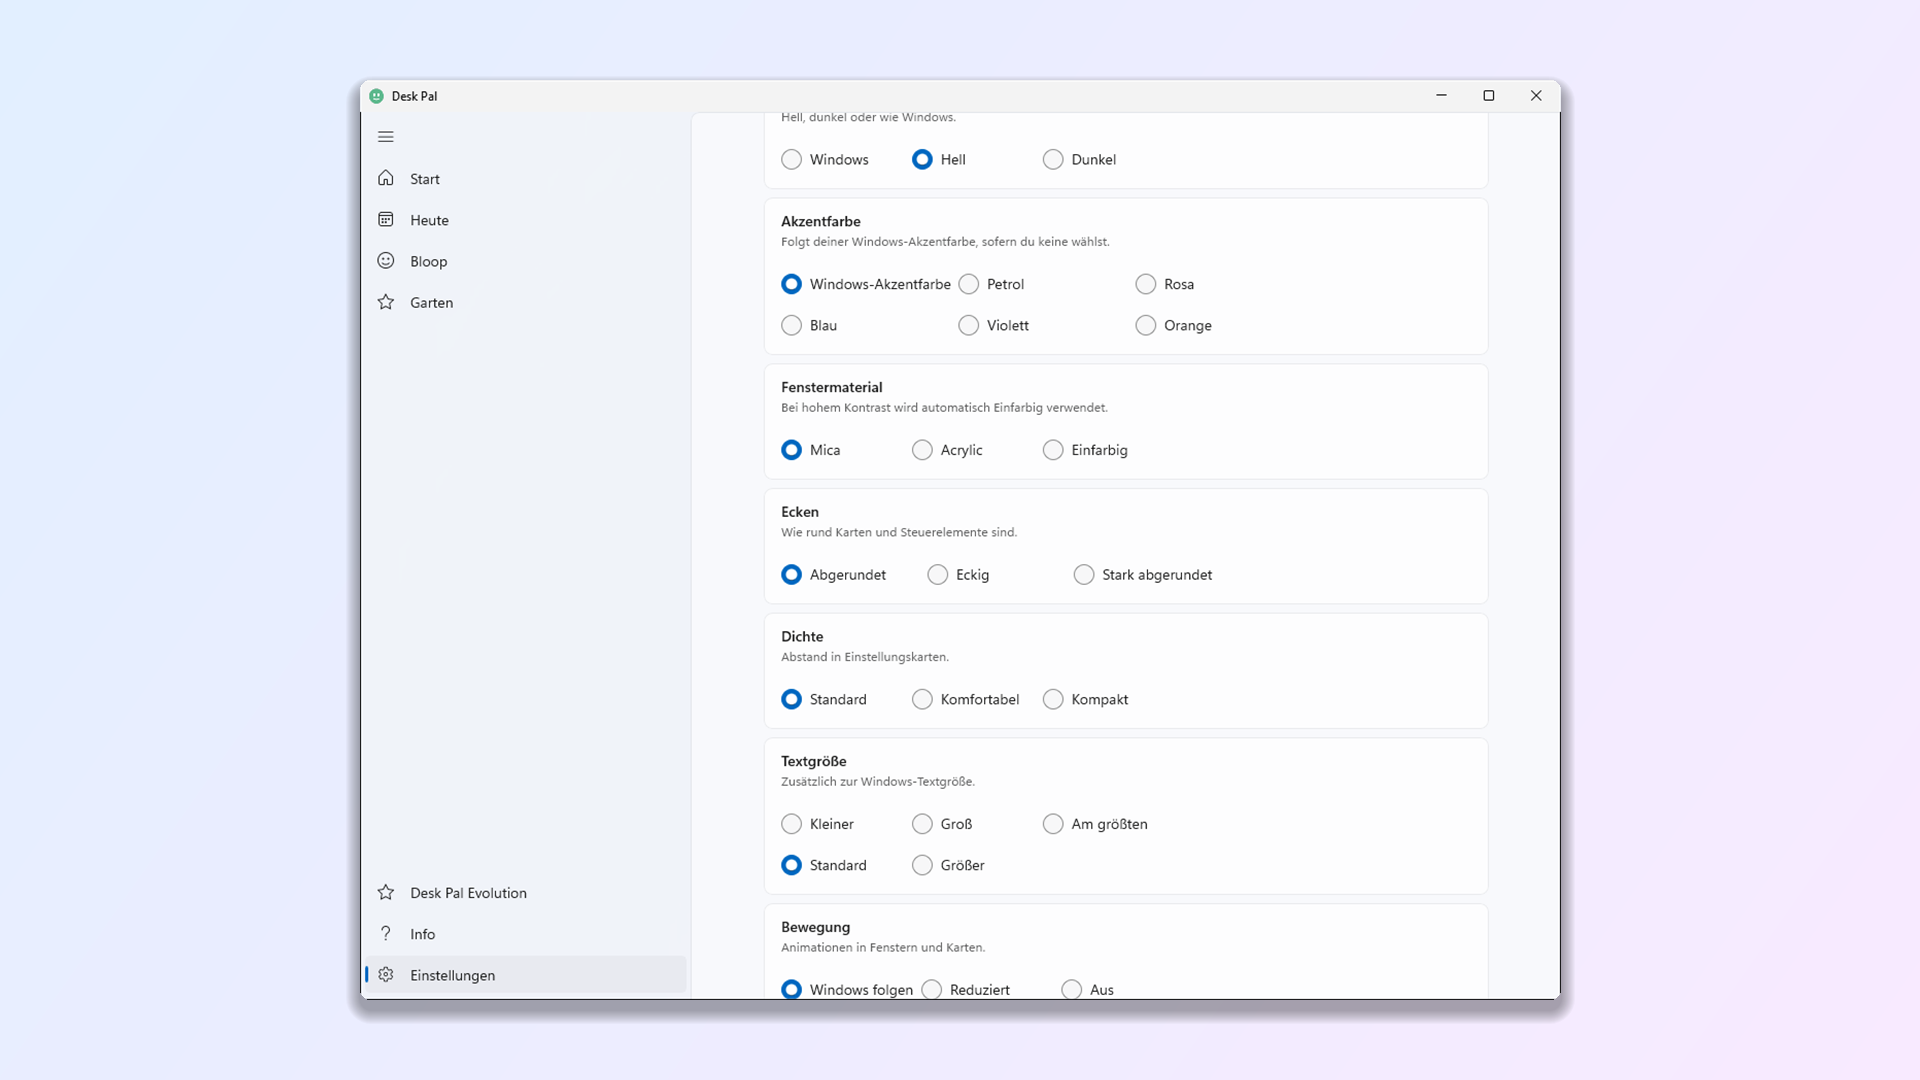 Desk Pal
Start
Heute
Bloop
Garten
Desk Pal Evolution
Info
Einstellungen
Hell, dunkel oder wie Windows.
Windows Hell Dunkel
Akzentfarbe
Folgt deiner Windows-Akzentfarbe, sofern du keine wählst.
Windows-Akzentfarbe Petrol Rosa
Blau Violett Orange
Fenstermaterial
Bei hohem Kontrast wird automatisch Einfarbig verwendet.
Mica Acrylic Einfarbig
Ecken
Wie rund Karten und Steuerelemente sind.
Abgerundet Eckig Stark abgerundet
Dichte
Abstand in Einstellungskarten.
Standard Komfortabel Kompakt
Textgröße
Zusätzlich zur Windows-Textgröße.
Kleiner Groß Am größten
Standard Größer
Bewegung
Animationen in Fenstern und Karten.
Windows folgen Reduziert Aus